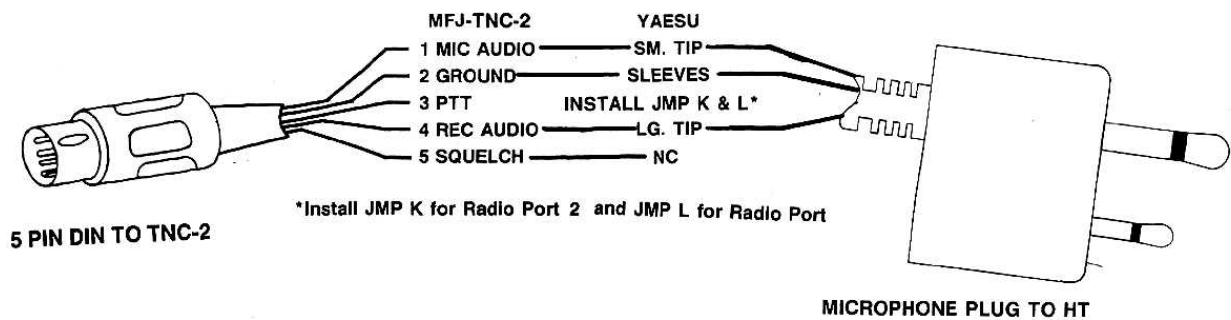 MFJ-TNC-2 YAESU
1 MIC AUDIO SM. TIP
2 GROUND SLEEVES
3 PTT INSTALL JMP K & L*
4 REC AUDIO LG. TIP
5 SQUELCH NC
*Install JMP K for Radio Port 2 and JMP L for Radio Port
5 PIN DIN TO TNC-2
MICROPHONE PLUG TO HT